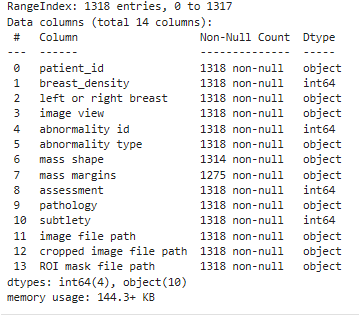 RangeIndex: 1318 entries, 0 to 1317
Data columns (total 14 columns):
 #   Column                   Non-Null Count  Dtype
---  ------                   --------------  -----
 0   patient_id               1318 non-null   object
 1   breast_density           1318 non-null   int64
 2   left or right breast     1318 non-null   object
 3   image view               1318 non-null   object
 4   abnormality id           1318 non-null   int64
 5   abnormality type         1318 non-null   object
 6   mass shape               1314 non-null   object
 7   mass margins             1275 non-null   object
 8   assessment               1318 non-null   int64
 9   pathology                1318 non-null   object
 10  subtlety                 1318 non-null   int64
 11  image file path          1318 non-null   object
 12  cropped image file path  1318 non-null   object
 13  ROI mask file path       1318 non-null   object
dtypes: int64(4), object(10)
memory usage: 144.3+ KB